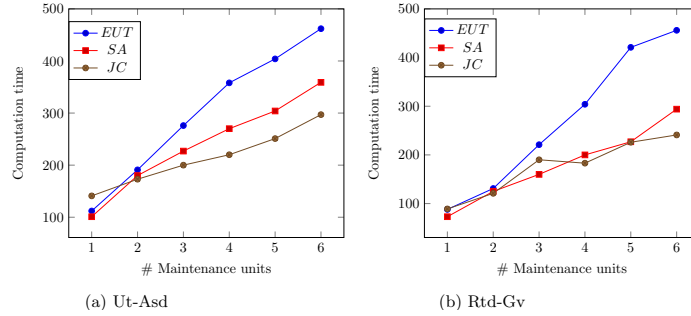 EUT
SA
JC
400
300
200
100
1 2 3 4 5 6
Computation time
# Maintenance units
(a) Ut-Asd
EUT
SA
JC
400
300
200
100
1 2 3 4 5 6
Computation time
# Maintenance units
(b) Rtd-Gv